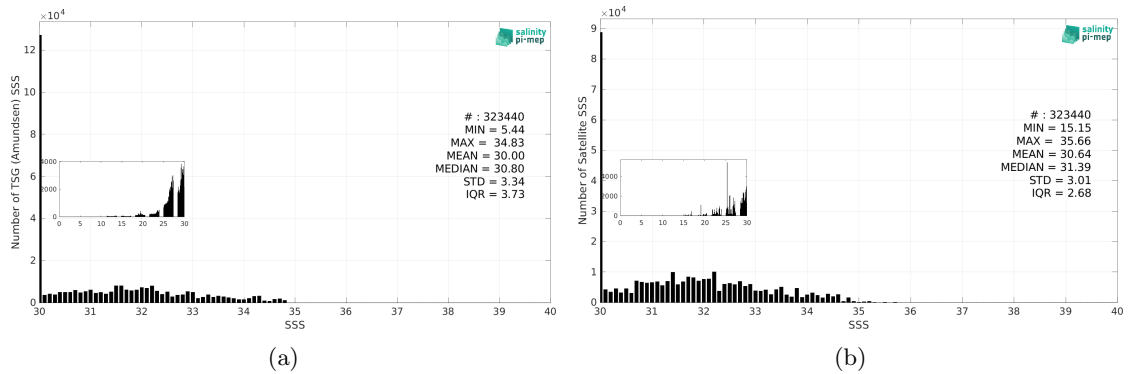 ×10⁴
salinity
pi-mep
12
10
8
6
4
2
0
Number of TSG (Amundsen) SSS
# : 323440
MIN = 5.44
MAX = 34.83
MEAN = 30.00
MEDIAN = 30.80
STD = 3.34
IQR = 3.73
4000
2000
0
0 5 10 15 20 25 30
30 31 32 33 34 35 36 37 38 39 40
SSS
(a)
×10⁴
salinity
pi-mep
9
8
7
6
5
4
3
2
1
0
Number of Satellite SSS
# : 323440
MIN = 15.15
MAX = 35.66
MEAN = 30.64
MEDIAN = 31.39
STD = 3.01
IQR = 2.68
4000
2000
0
0 5 10 15 20 25 30
30 31 32 33 34 35 36 37 38 39 40
SSS
(b)